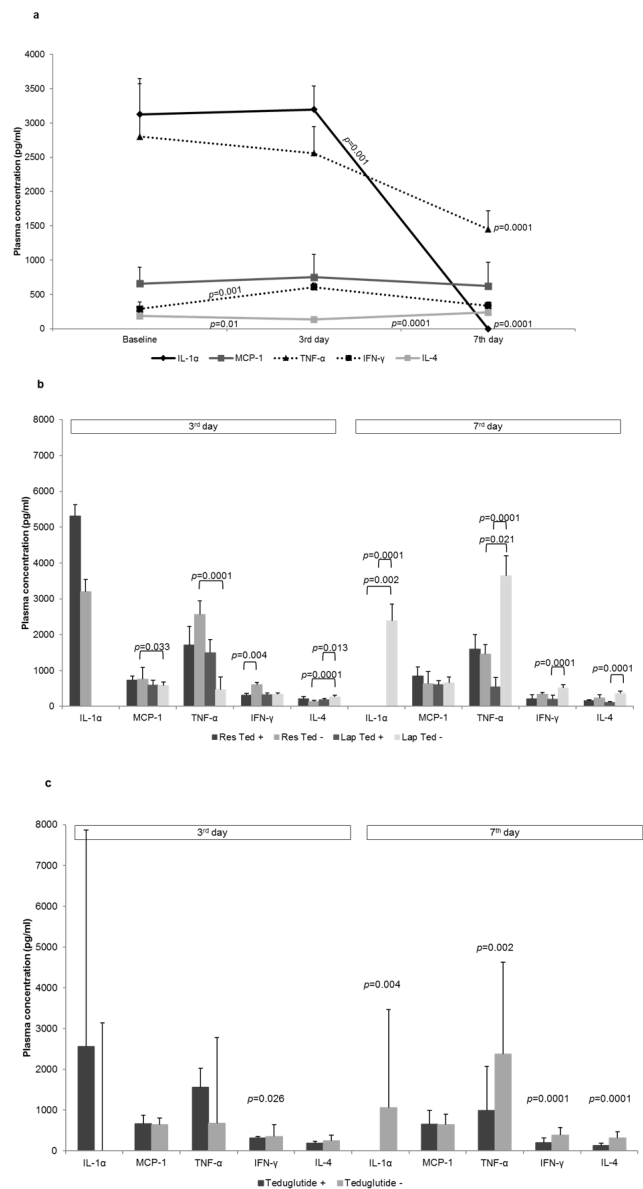 a
4000
3500
3000
2500
2000
1500
1000
500
0
Plasma concentration (pg/ml)
p=0.001
p=0.0001
p=0.001
p=0.01
p=0.0001
p=0.0001
Baseline 3rd day 7th day
IL-1α MCP-1 TNF-α IFN-γ IL-4
b
8000
7000
6000
5000
4000
3000
2000
1000
0
Plasma concentration (pg/ml)
3rd day 7rd day
p=0.0001
p=0.021
p=0.0001
p=0.002
p=0.0001
p=0.033
p=0.004
p=0.013
p=0.0001
p=0.0001
p=0.0001
IL-1α MCP-1 TNF-α IFN-γ IL-4 IL-1α MCP-1 TNF-α IFN-γ IL-4
Res Ted + Res Ted - Lap Ted + Lap Ted -
c
8000
7000
6000
5000
4000
3000
2000
1000
0
Plasma concentration (pg/ml)
3rd day 7th day
p=0.002
p=0.004
p=0.026
p=0.0001
p=0.0001
IL-1α MCP-1 TNF-α IFN-γ IL-4 IL-1α MCP-1 TNF-α IFN-γ IL-4
Teduglutide + Teduglutide -